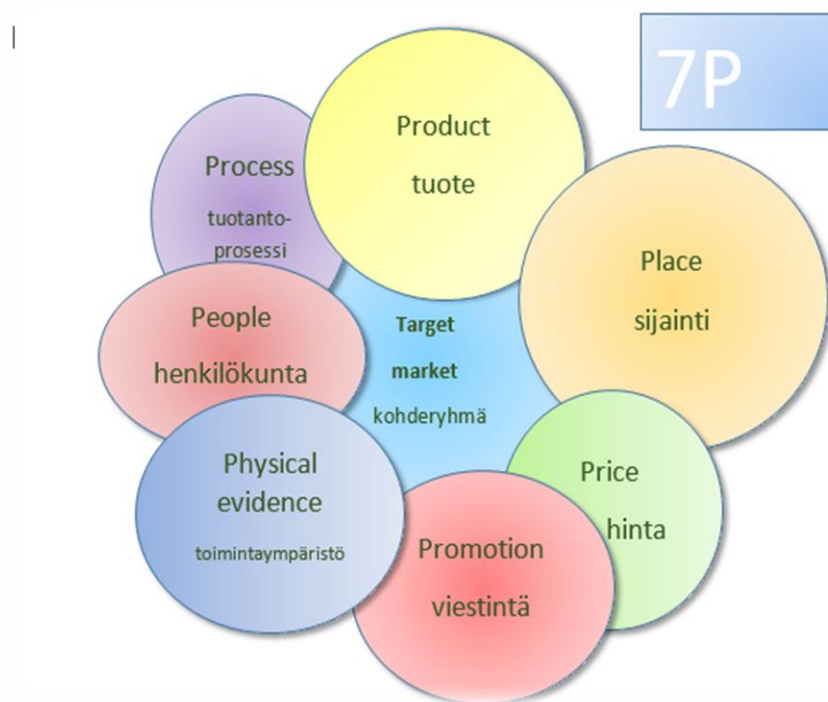 7P
Product
tuote
Process
tuotanto-
prosessi
Place
sijainti
People
henkilökunta
Target
market
kohderyhmä
Physical
evidence
toimintaympäristö
Price
hinta
Promotion
viestintä